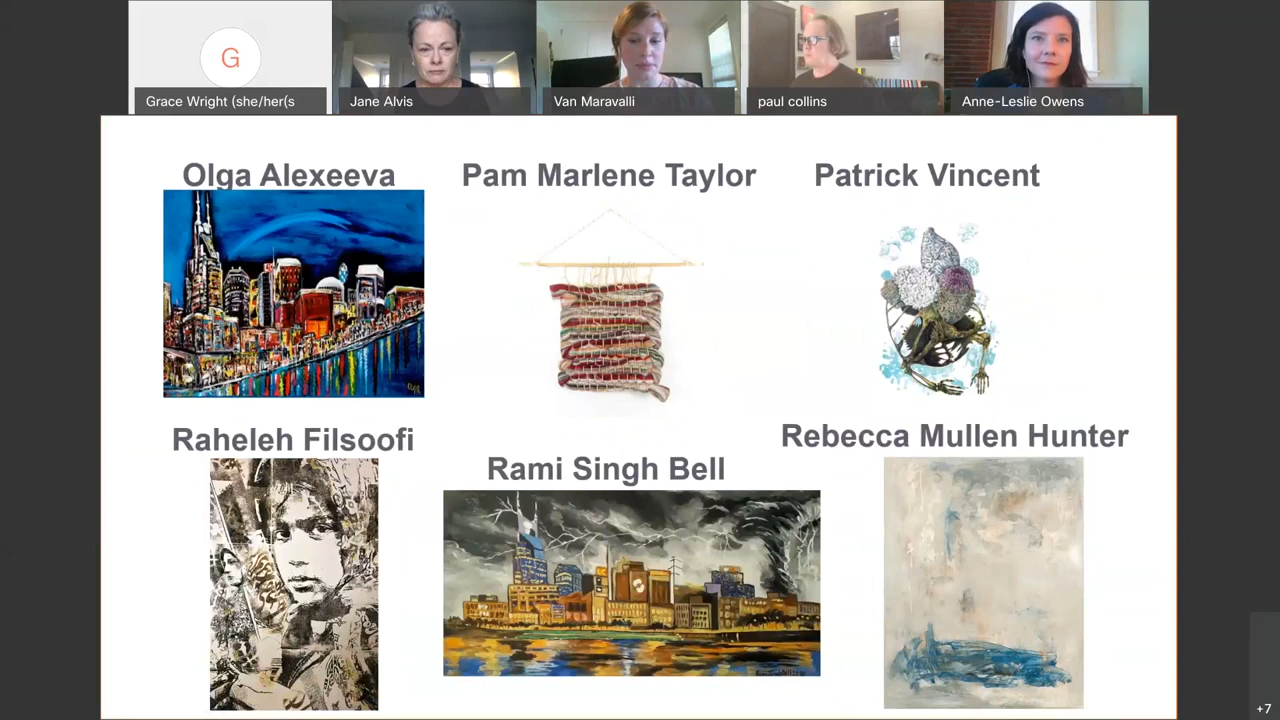 G
Grace Wright (she/her(s
Jane Alvis
Van Maravalli
paul collins
Anne-Leslie Owens
Olga Alexeeva
Pam Marlene Taylor
Patrick Vincent
Raheleh Filsoofi
Rami Singh Bell
Rebecca Mullen Hunter
+7